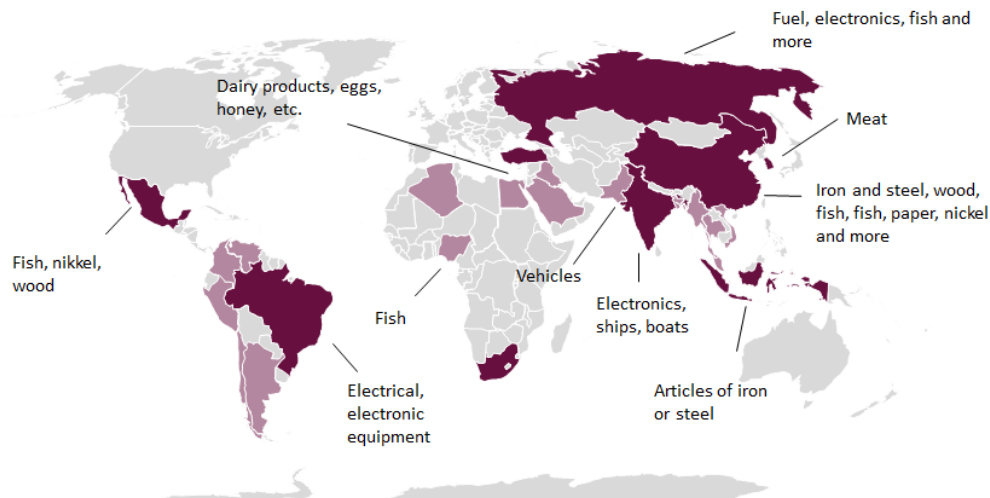 Fuel, electronics, fish and
more
Dairy products, eggs,
honey, etc.
Meat
Iron and steel, wood,
fish, fish, paper, nickel
and more
Fish, nikkel,
wood
Vehicles
Fish
Electronics,
ships, boats
Electrical,
electronic
equipment
Articles of iron
or steel